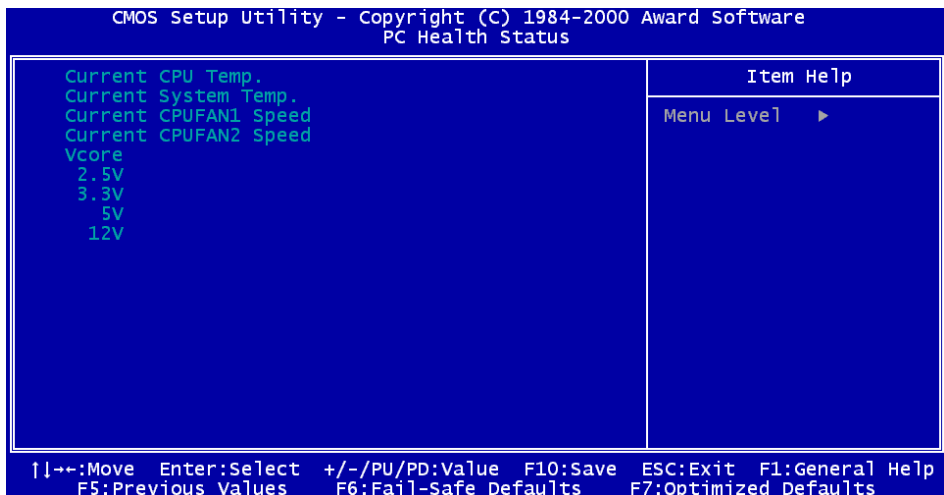 CMOS Setup Utility - Copyright (C) 1984-2000 Award Software
PC Health Status
Current CPU Temp.
Current System Temp.
Current CPUFAN1 Speed
Current CPUFAN2 Speed
Vcore
2.5V
3.3V
5V
12V
Item Help
Menu Level ▶
↑↓→←:Move Enter:Select +/-/PU/PD:Value F10:Save ESC:Exit F1:General Help
F5:Previous Values F6:Fail-Safe Defaults F7:Optimized Defaults